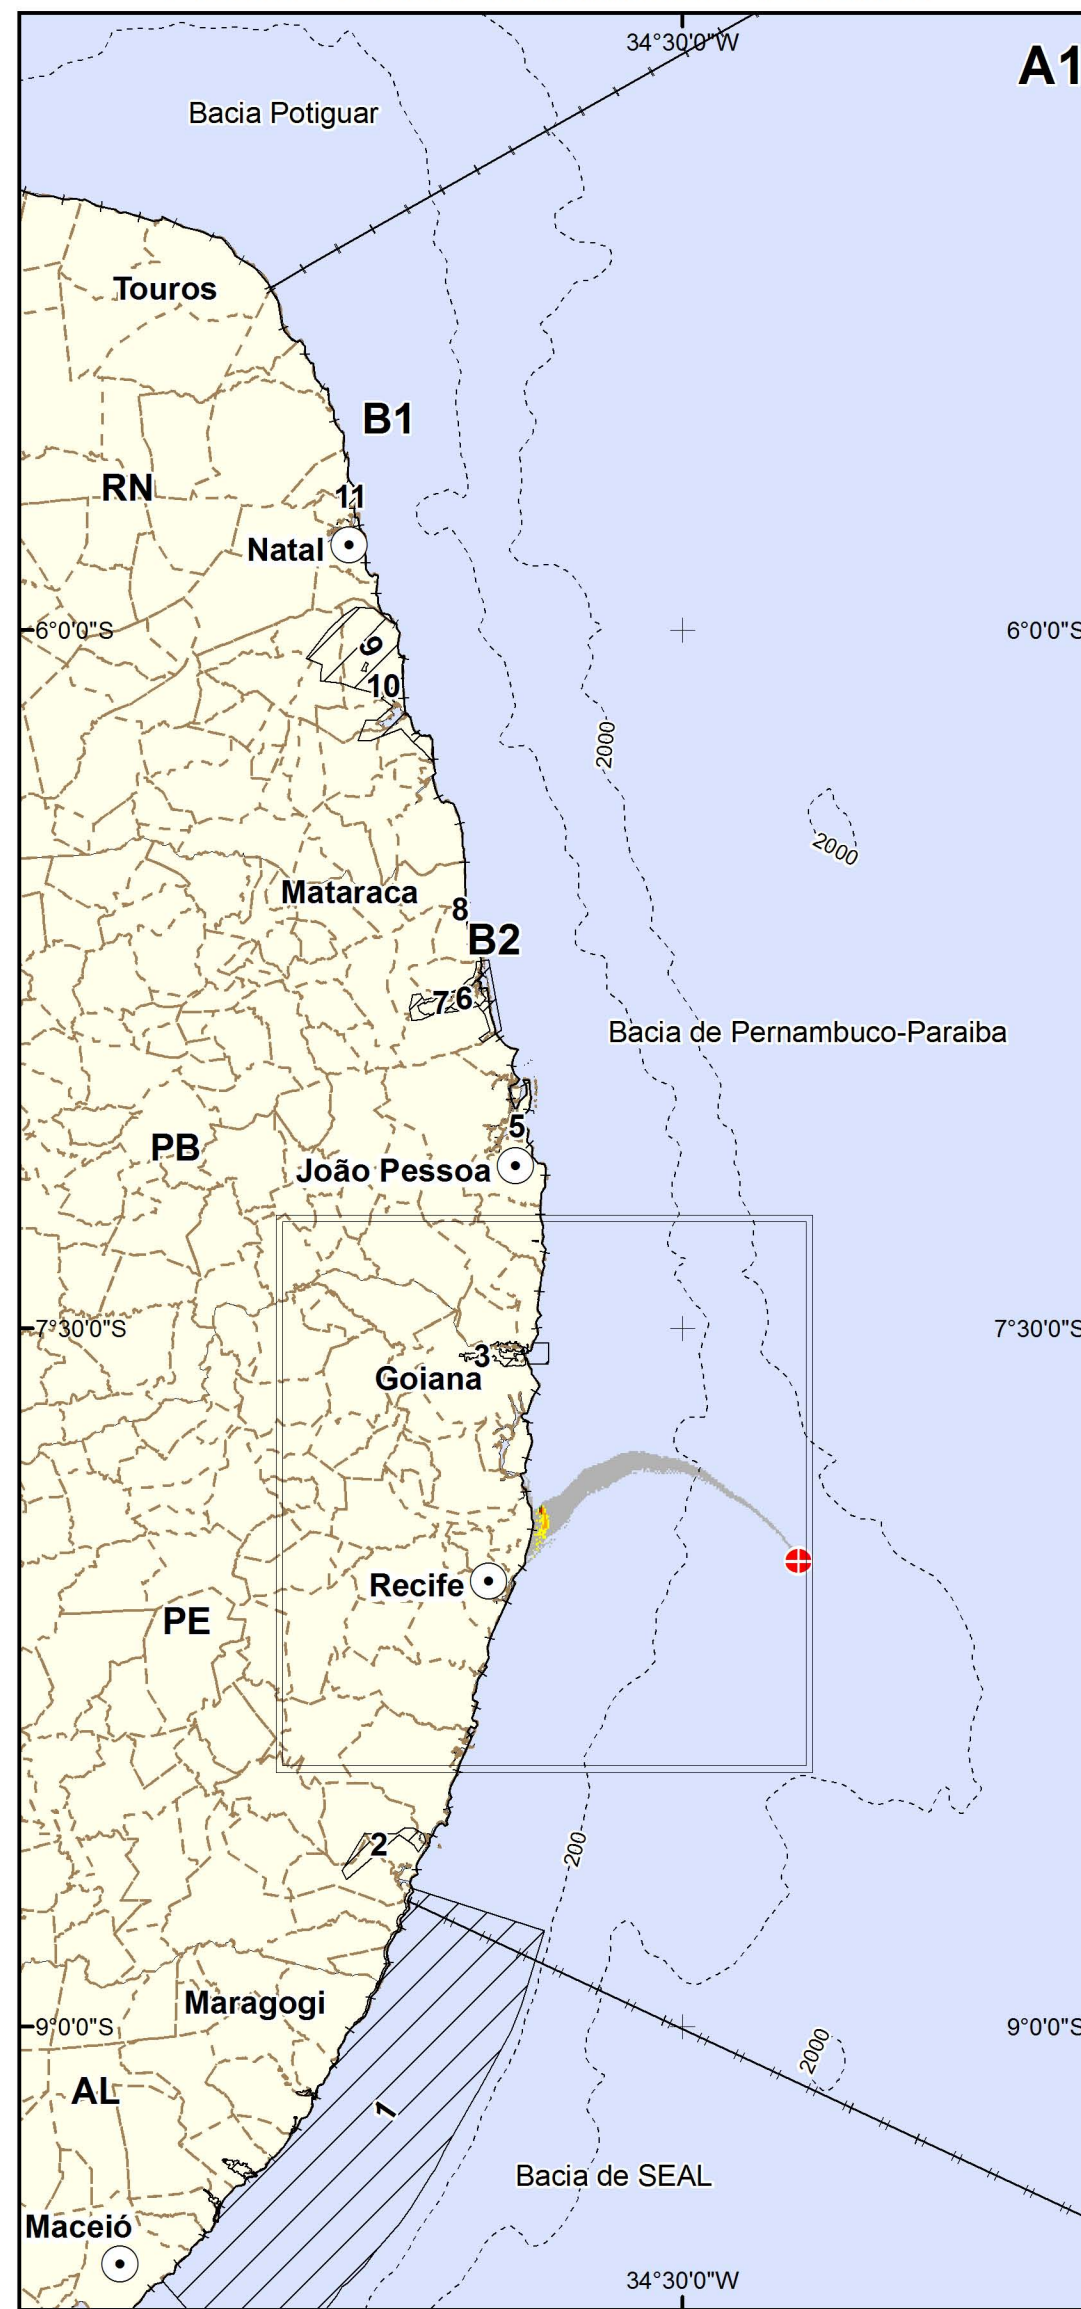 34°30'0"W
A1
Bacia Potiguar
Touros
B1
RN
11
Natal
6°0'0"S
6°0'0"S
9
10
2000
2000
Mataraca
8
B2
7
6
Bacia de Pernambuco-Paraiba
5
PB
João Pessoa
7°30'0"S
7°30'0"S
3
Goiana
Recife
PE
2
200
Maragogi
9°0'0"S
9°0'0"S
2000
AL
1
Bacia de SEAL
Maceió
34°30'0"W